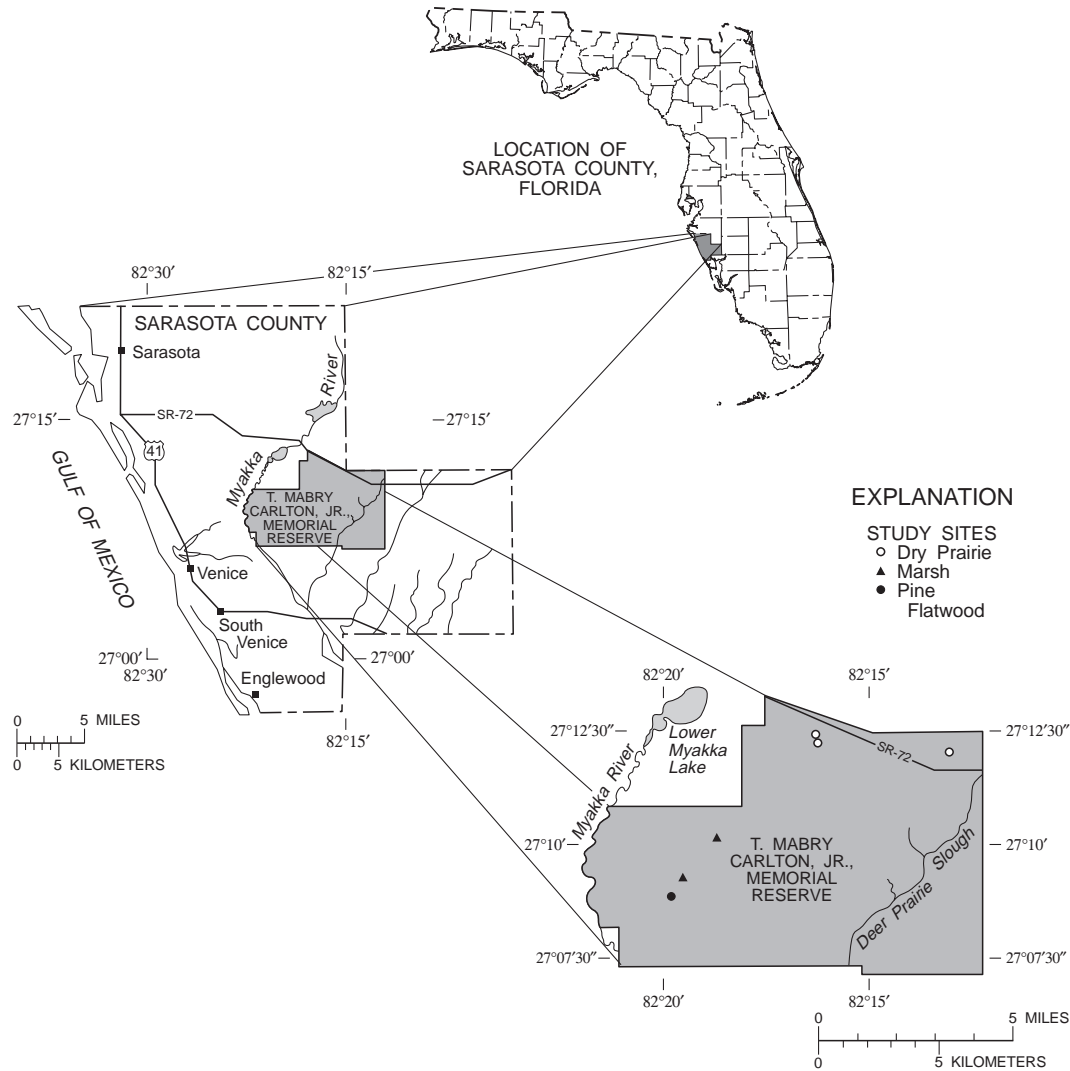 LOCATION OF
SARASOTA COUNTY,
FLORIDA
82°30′
82°15′
SARASOTA COUNTY
Sarasota
River
27°15′
SR-72
27°15′
41
Myakka
GULF OF MEXICO
T. MABRY
CARLTON, JR.,
MEMORIAL
RESERVE
Venice
South
Venice
27°00′
82°30′
27°00′
Englewood
82°15′
0 5 MILES
0 5 KILOMETERS
EXPLANATION
STUDY SITES
Dry Prairie
Marsh
Pine
Flatwood
82°20′
82°15′
27°12′30″
Lower
Myakka
Lake
SR-72
27°12′30″
Myakka River
27°10′
T. MABRY
CARLTON, JR.,
MEMORIAL
RESERVE
27°10′
Deer Prairie Slough
27°07′30″
27°07′30″
82°20′
82°15′
0 5 MILES
0 5 KILOMETERS